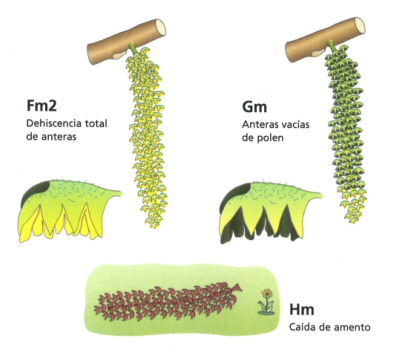 Fm2
Dehiscencia total
de anteras
Gm
Anteras vacías
de polen
Hm
Caída de amento